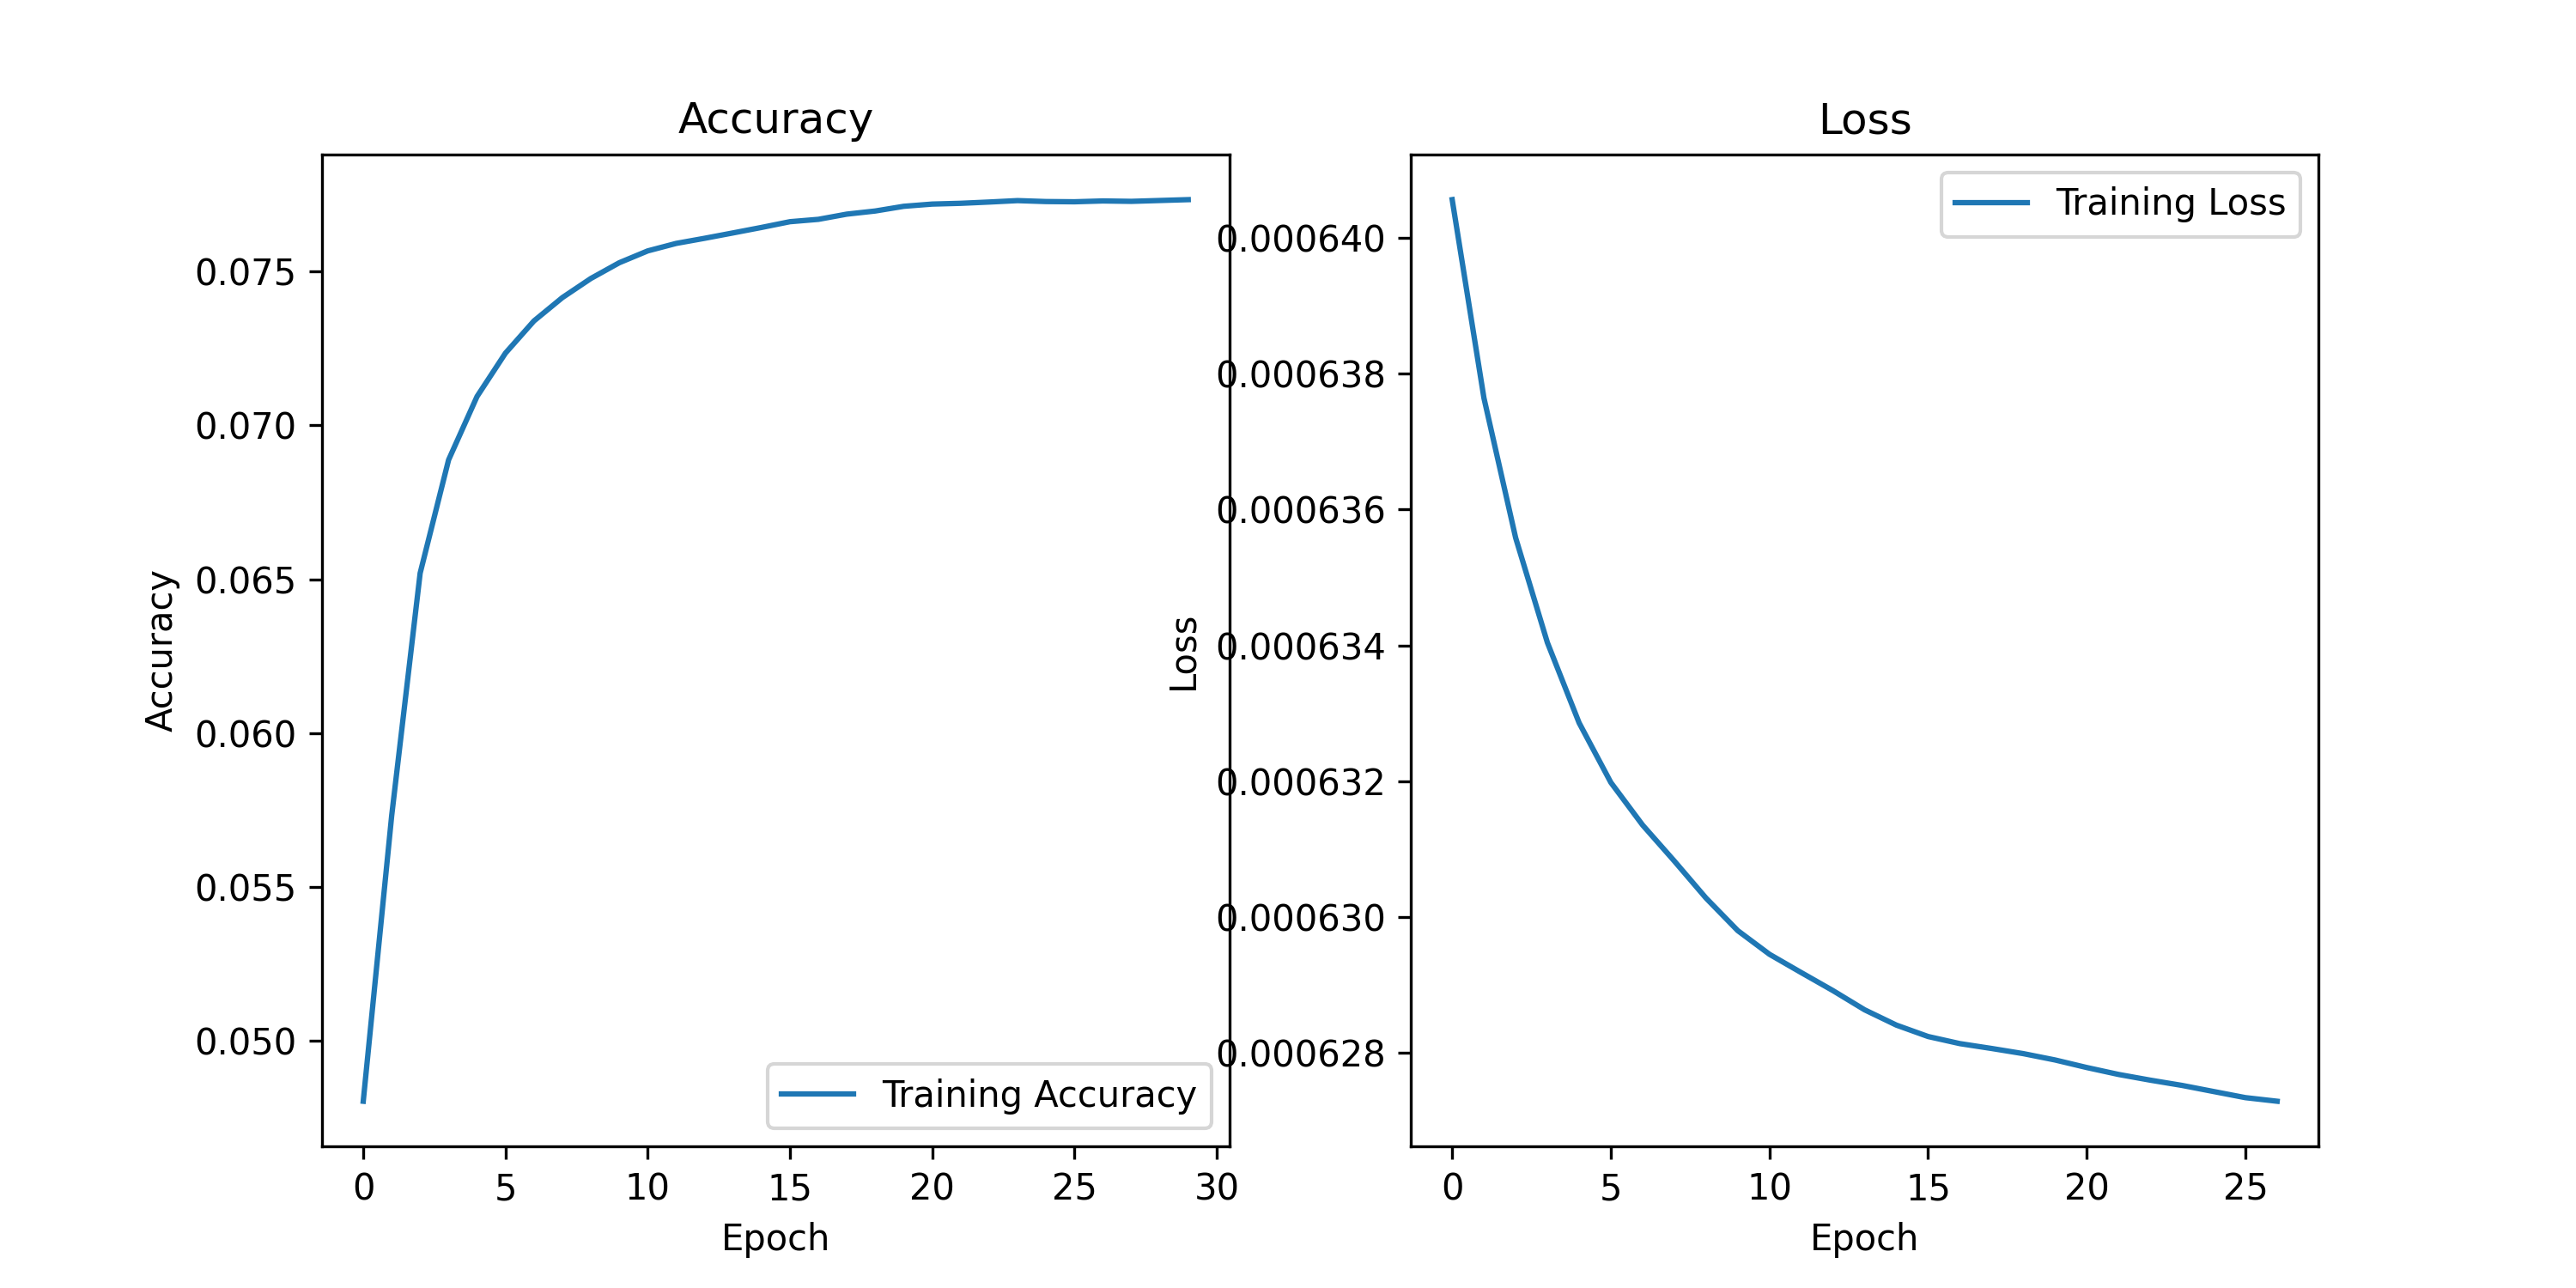 Accuracy
Accuracy
0.075
0.070
0.065
0.060
0.055
0.050
Training Accuracy
0 5 10 15 20 25 30
Epoch
Loss
Loss
0.000640
0.000638
0.000636
0.000634
0.000632
0.000630
0.000628
Training Loss
0 5 10 15 20 25
Epoch